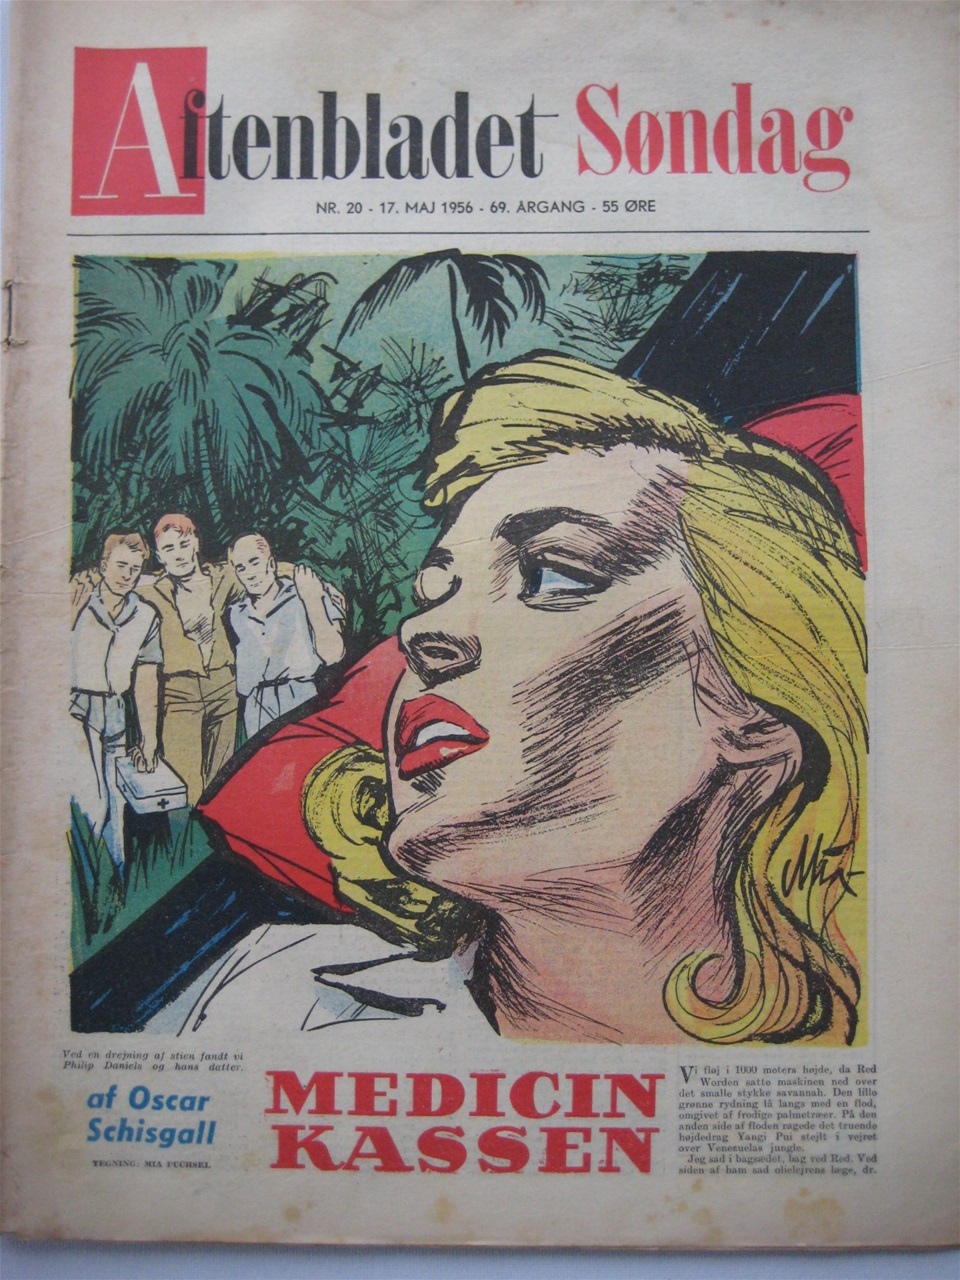 Aftenbladet Søndag
NR. 20 - 17. MAJ 1956 - 69. ÅRGANG - 55 ØRE
Mia
Ved en drejning af stien fandt vi
Philip Daniels og hans datter.
af Oscar
Schisgall
TEGNING: MIA FUCHSEL
MEDICIN
KASSEN
Vi fløj i 1000 meters højde, da Red
Worden satte maskinen ned over
det smalle stykke savannah. Den lille
grønne rydning lå langs med en flod,
omgivet af frodige palmetræer. På den
anden side af floden ragede det truende
højdedrag Yangi Pui stejlt i vejret
over Venezuelas jungle.
Jeg sad i bagsædet, bag ved Red. Ved
siden af ham sad olielejrens læge, dr.